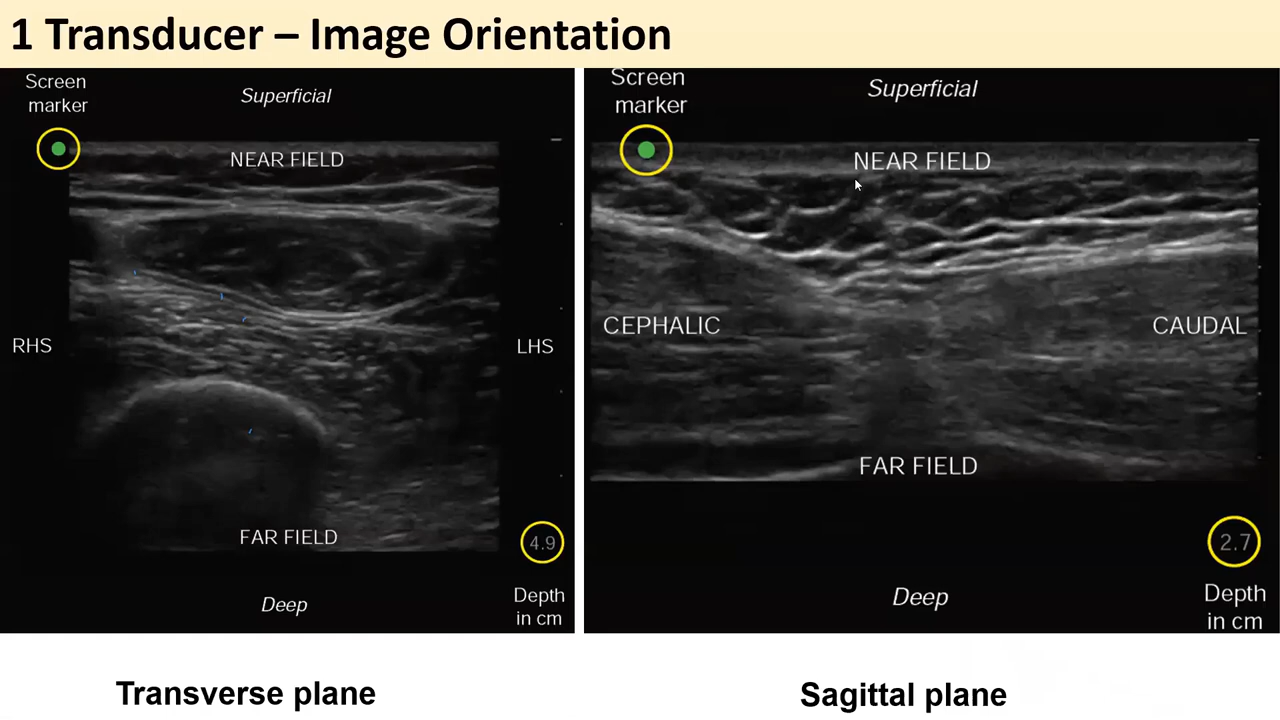 1 Transducer – Image Orientation
Screen
marker
Superficial
NEAR FIELD
RHS
LHS
FAR FIELD
4.9
Deep
Depth
in cm
Transverse plane
Screen
marker
Superficial
NEAR FIELD
CEPHALIC
CAUDAL
FAR FIELD
2.7
Deep
Depth
in cm
Sagittal plane